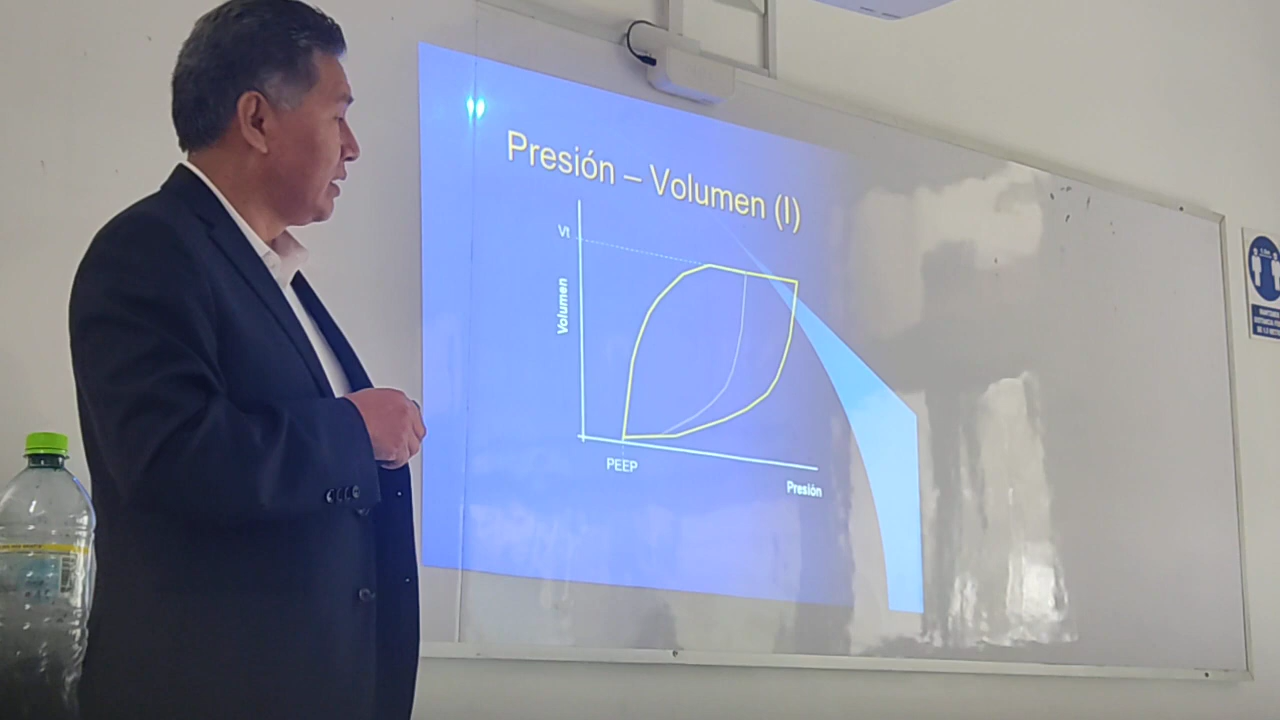 Presión – Volumen (I)
Vt
Volumen
PEEP
Presión